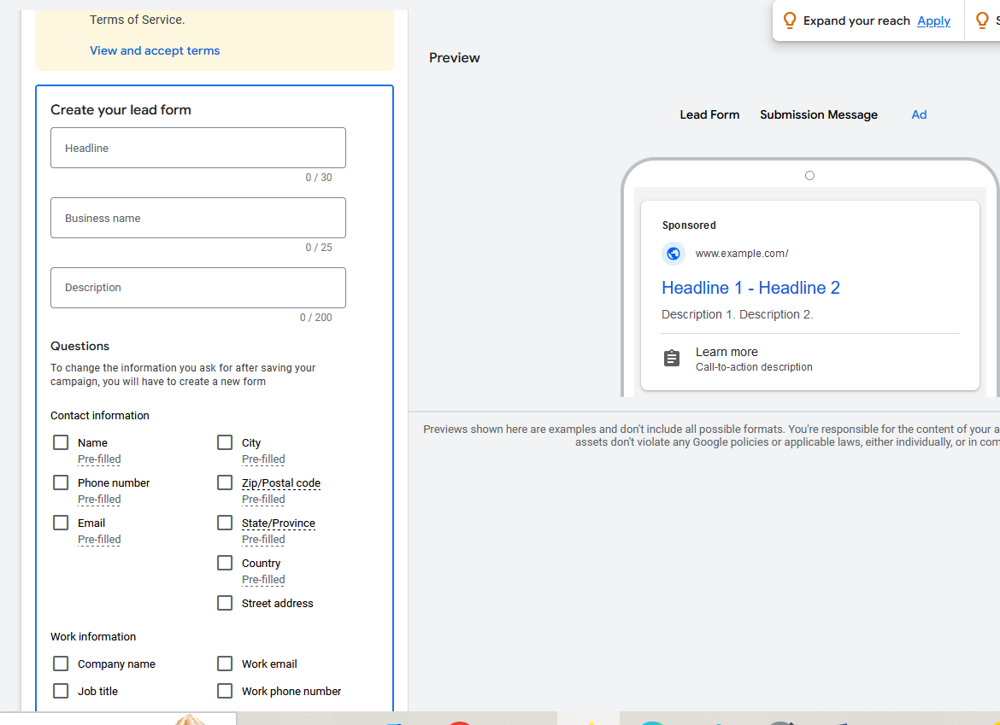 Terms of Service.
View and accept terms
Create your lead form
Headline
0 / 30
Business name
0 / 25
Description
0 / 200
Questions
To change the information you ask for after saving your
campaign, you will have to create a new form
Contact information
Name
Pre-filled
Phone number
Pre-filled
Email
Pre-filled
City
Pre-filled
Zip/Postal code
Pre-filled
State/Province
Pre-filled
Country
Pre-filled
Street address
Work information
Company name
Job title
Work email
Work phone number
Expand your reach Apply
Preview
Lead Form Submission Message Ad
Sponsored
www.example.com/
Headline 1 - Headline 2
Description 1. Description 2.
Learn more
Call-to-action description
Previews shown here are examples and don't include all possible formats. You're responsible for the content of your
assets don't violate any Google policies or applicable laws, either individually, or in